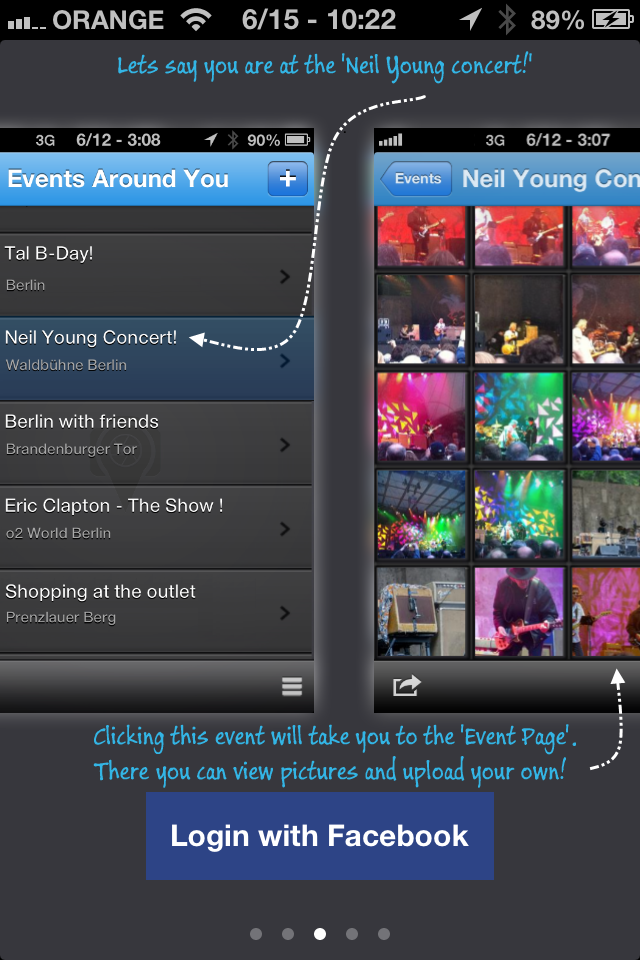 ORANGE 6/15 - 10:22 89%
Lets say you are at the 'Neil Young concert!'
3G 6/12 - 3:08 90%
Events Around You +
Tal B-Day!
Berlin
Neil Young Concert!
Waldbühne Berlin
Berlin with friends
Brandenburger Tor
Eric Clapton - The Show !
o2 World Berlin
Shopping at the outlet
Prenzlauer Berg
3G 6/12 - 3:07
Events Neil Young Con
Clicking this event will take you to the 'Event Page'.
There you can view pictures and upload your own!
Login with Facebook